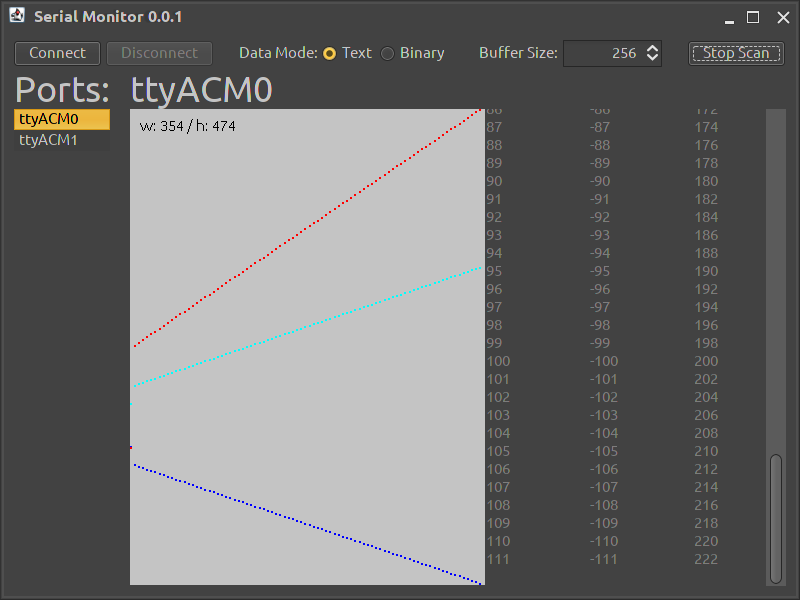 Serial Monitor 0.0.1
Connect Disconnect Data Mode: Text Binary Buffer Size: 256 Stop Scan
Ports: ttyACM0
ttyACM0
ttyACM1
w: 354 / h: 474
86 -86 172
87 -87 174
88 -88 176
89 -89 178
90 -90 180
91 -91 182
92 -92 184
93 -93 186
94 -94 188
95 -95 190
96 -96 192
97 -97 194
98 -98 196
99 -99 198
100 -100 200
101 -101 202
102 -102 204
103 -103 206
104 -104 208
105 -105 210
106 -106 212
107 -107 214
108 -108 216
109 -109 218
110 -110 220
111 -111 222